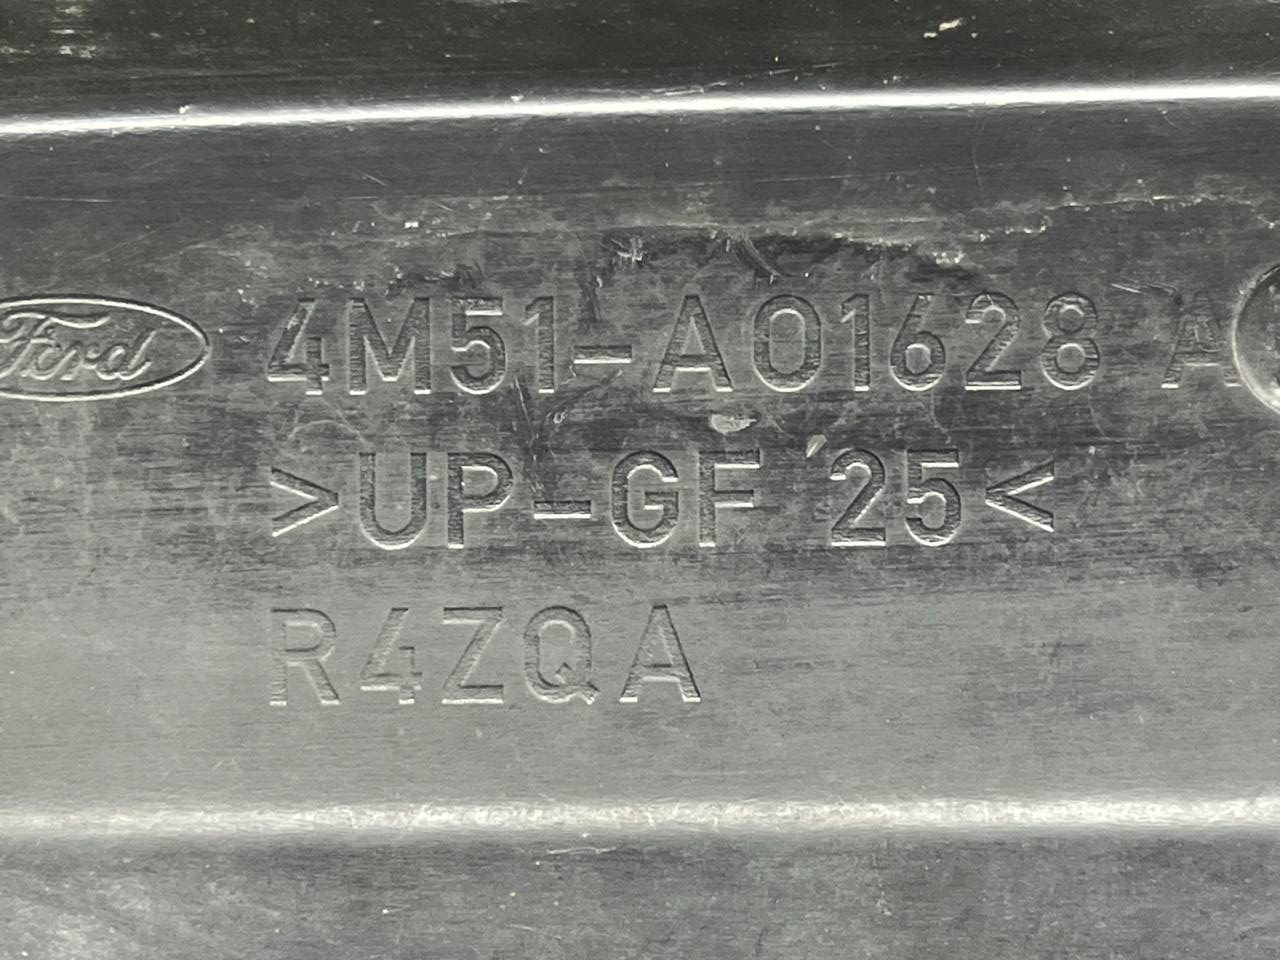 Ford 4M51-A01628 A
>UP-GF '25<
R4ZQA